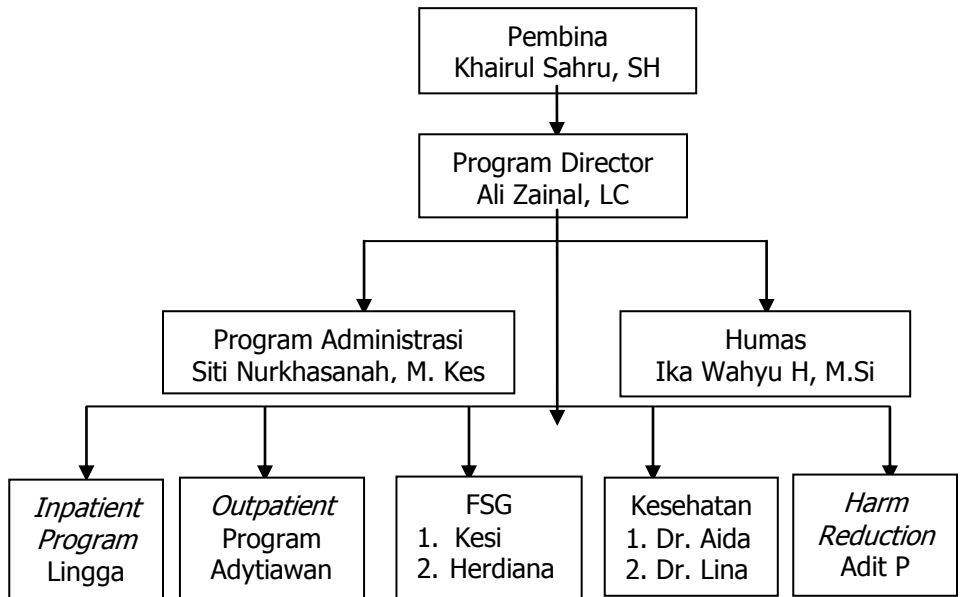 Pembina
Khairul Sahru, SH
Program Director
Ali Zainal, LC
Program Administrasi
Siti Nurkhasanah, M. Kes
Humas
Ika Wahyu H, M.Si
Inpatient
Program
Lingga
Outpatient
Program
Adytiawan
FSG
1. Kesi
2. Herdiana
Kesehatan
1. Dr. Aida
2. Dr. Lina
Harm
Reduction
Adit P